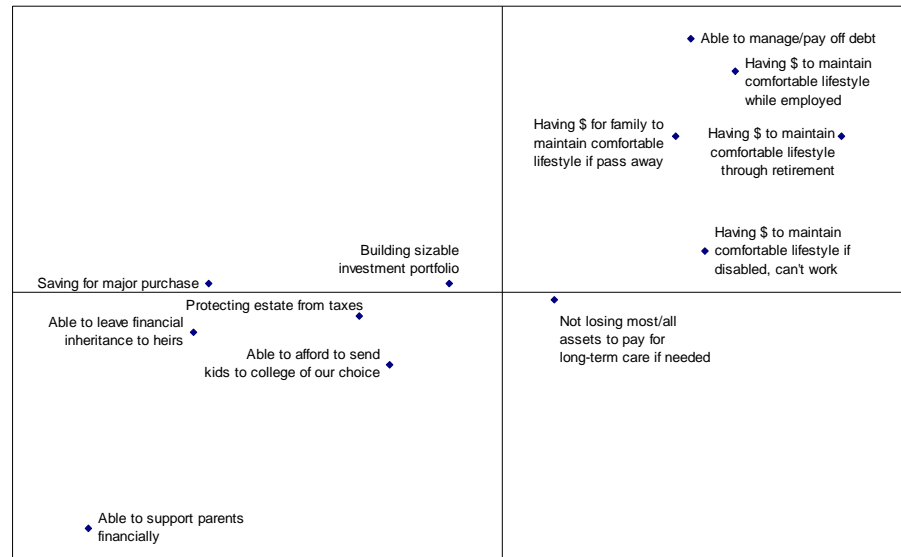 Able to manage/pay off debt
Having $ to maintain
comfortable lifestyle
while employed
Having $ for family to
maintain comfortable
lifestyle if pass away
Having $ to maintain
comfortable lifestyle
through retirement
Having $ to maintain
comfortable lifestyle if
disabled, can't work
Building sizable
investment portfolio
Saving for major purchase
Protecting estate from taxes
Able to leave financial
inheritance to heirs
Not losing most/all
assets to pay for
long-term care if needed
Able to afford to send
kids to college of our choice
Able to support parents
financially